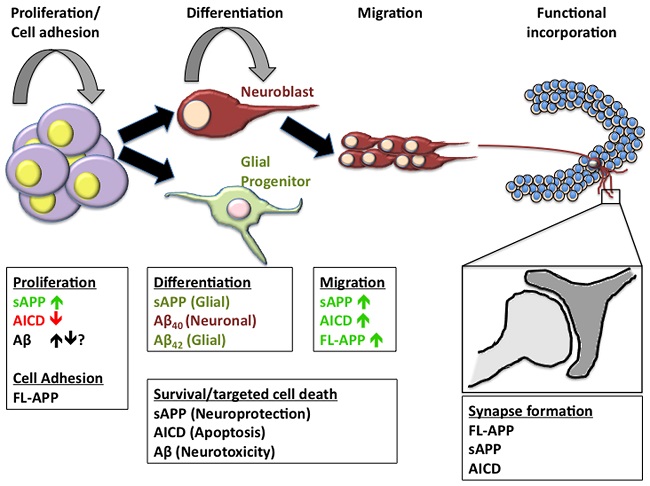 Proliferation/
Cell adhesion
Differentiation
Migration
Functional
incorporation
Neuroblast
Glial
Progenitor
Proliferation
sAPP ↑
AICD ↓
Aβ ↑↓?
Cell Adhesion
FL-APP
Differentiation
sAPP (Glial)
Aβ₄₀ (Neuronal)
Aβ₄₂ (Glial)
Migration
sAPP ↑
AICD ↑
FL-APP ↑
Survival/targeted cell death
sAPP (Neuroprotection)
AICD (Apoptosis)
Aβ (Neurotoxicity)
Synapse formation
FL-APP
sAPP
AICD